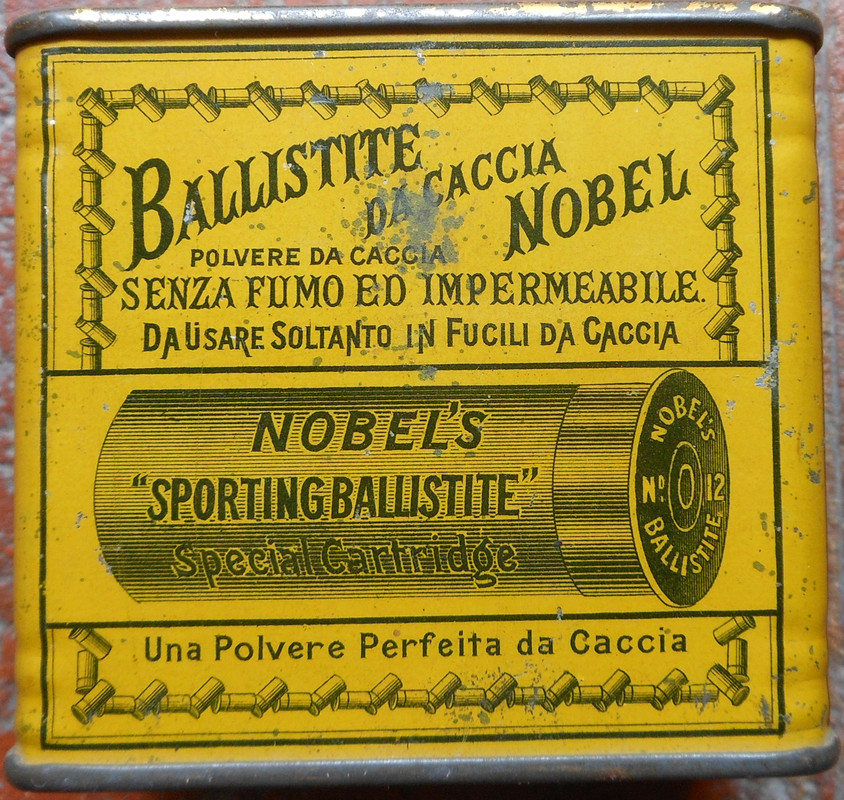 BALLISTITE
DA CACCIA
NOBEL
POLVERE DA CACCIA
SENZA FUMO ED IMPERMEABILE.
DA USARE SOLTANTO IN FUCILI DA CACCIA
NOBEL'S
"SPORTING BALLISTITE"
Special Cartridge
NOBEL'S
No. 12
BALLISTITE
Una Polvere Perfeita da Caccia